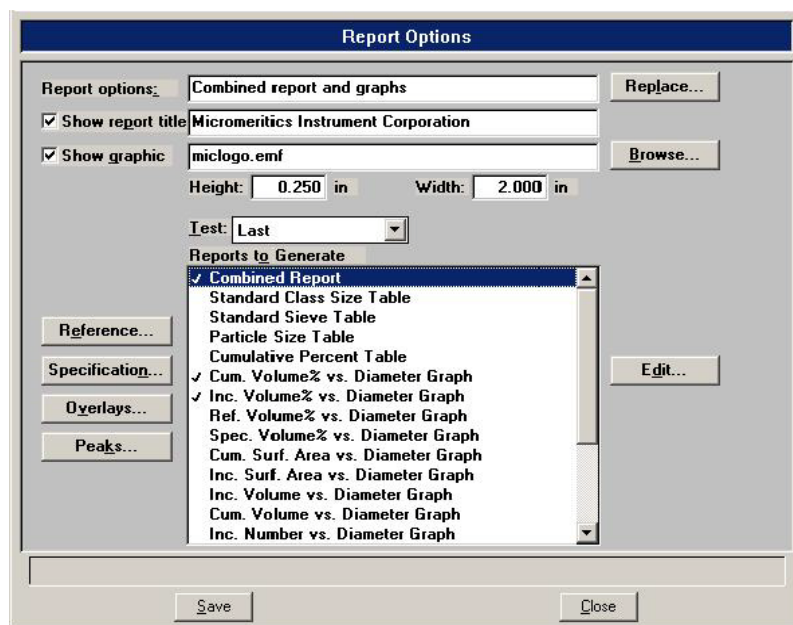 Report Options
Report options: Combined report and graphs Replace...
✓ Show report title Micromeritics Instrument Corporation
✓ Show graphic miclogo.emf Browse...
Height: 0.250 in Width: 2.000 in
Test: Last
Reports to Generate
✓ Combined Report
Standard Class Size Table
Standard Sieve Table
Particle Size Table
Cumulative Percent Table
✓ Cum. Volume% vs. Diameter Graph
✓ Inc. Volume% vs. Diameter Graph
Ref. Volume% vs. Diameter Graph
Spec. Volume% vs. Diameter Graph
Cum. Surf. Area vs. Diameter Graph
Inc. Surf. Area vs. Diameter Graph
Inc. Volume vs. Diameter Graph
Cum. Volume vs. Diameter Graph
Inc. Number vs. Diameter Graph
Reference...
Specification...
Overlays...
Peaks...
Edit...
Save Close